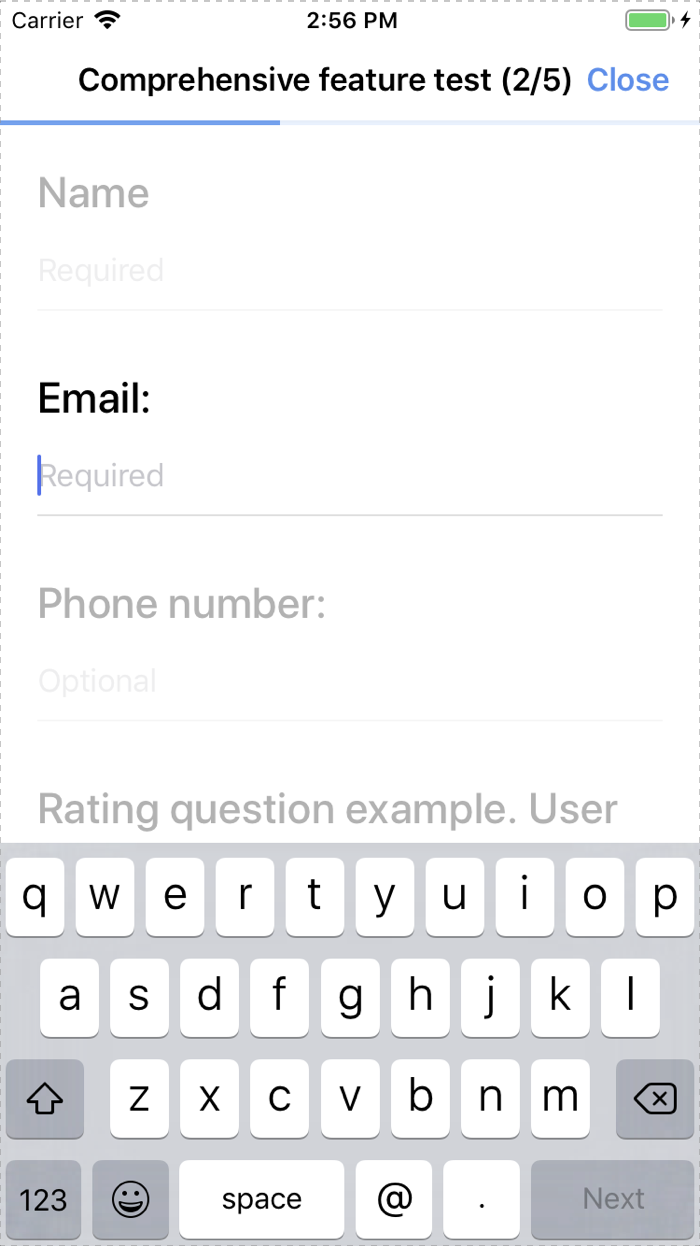 Carrier 2:56 PM
Comprehensive feature test (2/5) Close
Name
Required
Email:
Required
Phone number:
Optional
Rating question example. User
q w e r t y u i o p
a s d f g h j k l
z x c v b n m
123 space @ . Next